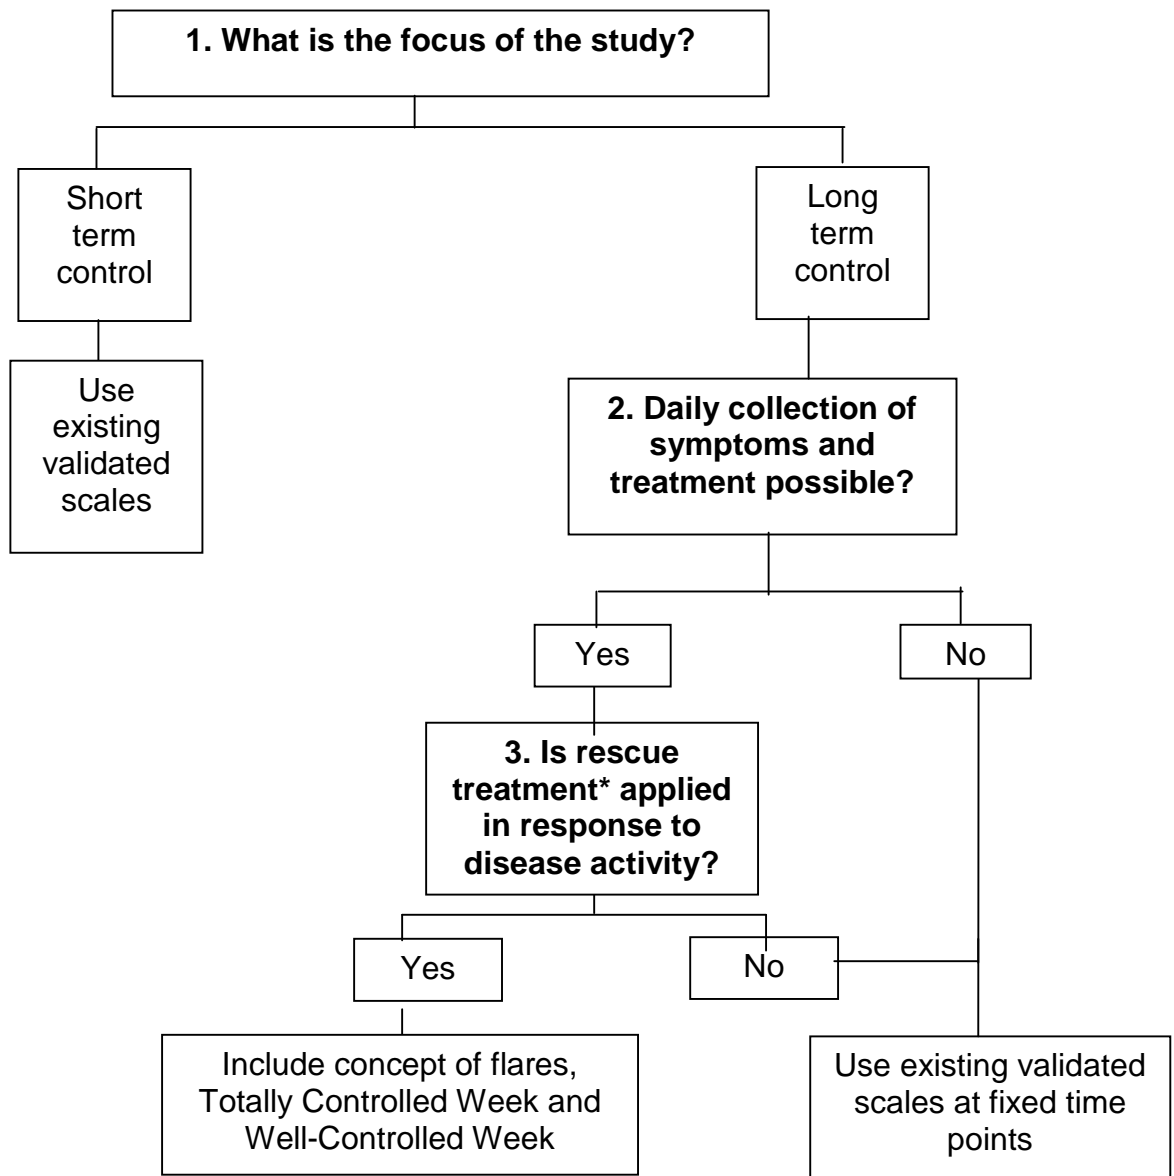 1. What is the focus of the study?
Short
term
control
Long
term
control
Use
existing
validated
scales
2. Daily collection of
symptoms and
treatment possible?
Yes
No
3. Is rescue
treatment* applied
in response to
disease activity?
Yes
No
Include concept of flares,
Totally Controlled Week and
Well-Controlled Week
Use existing validated
scales at fixed time
points